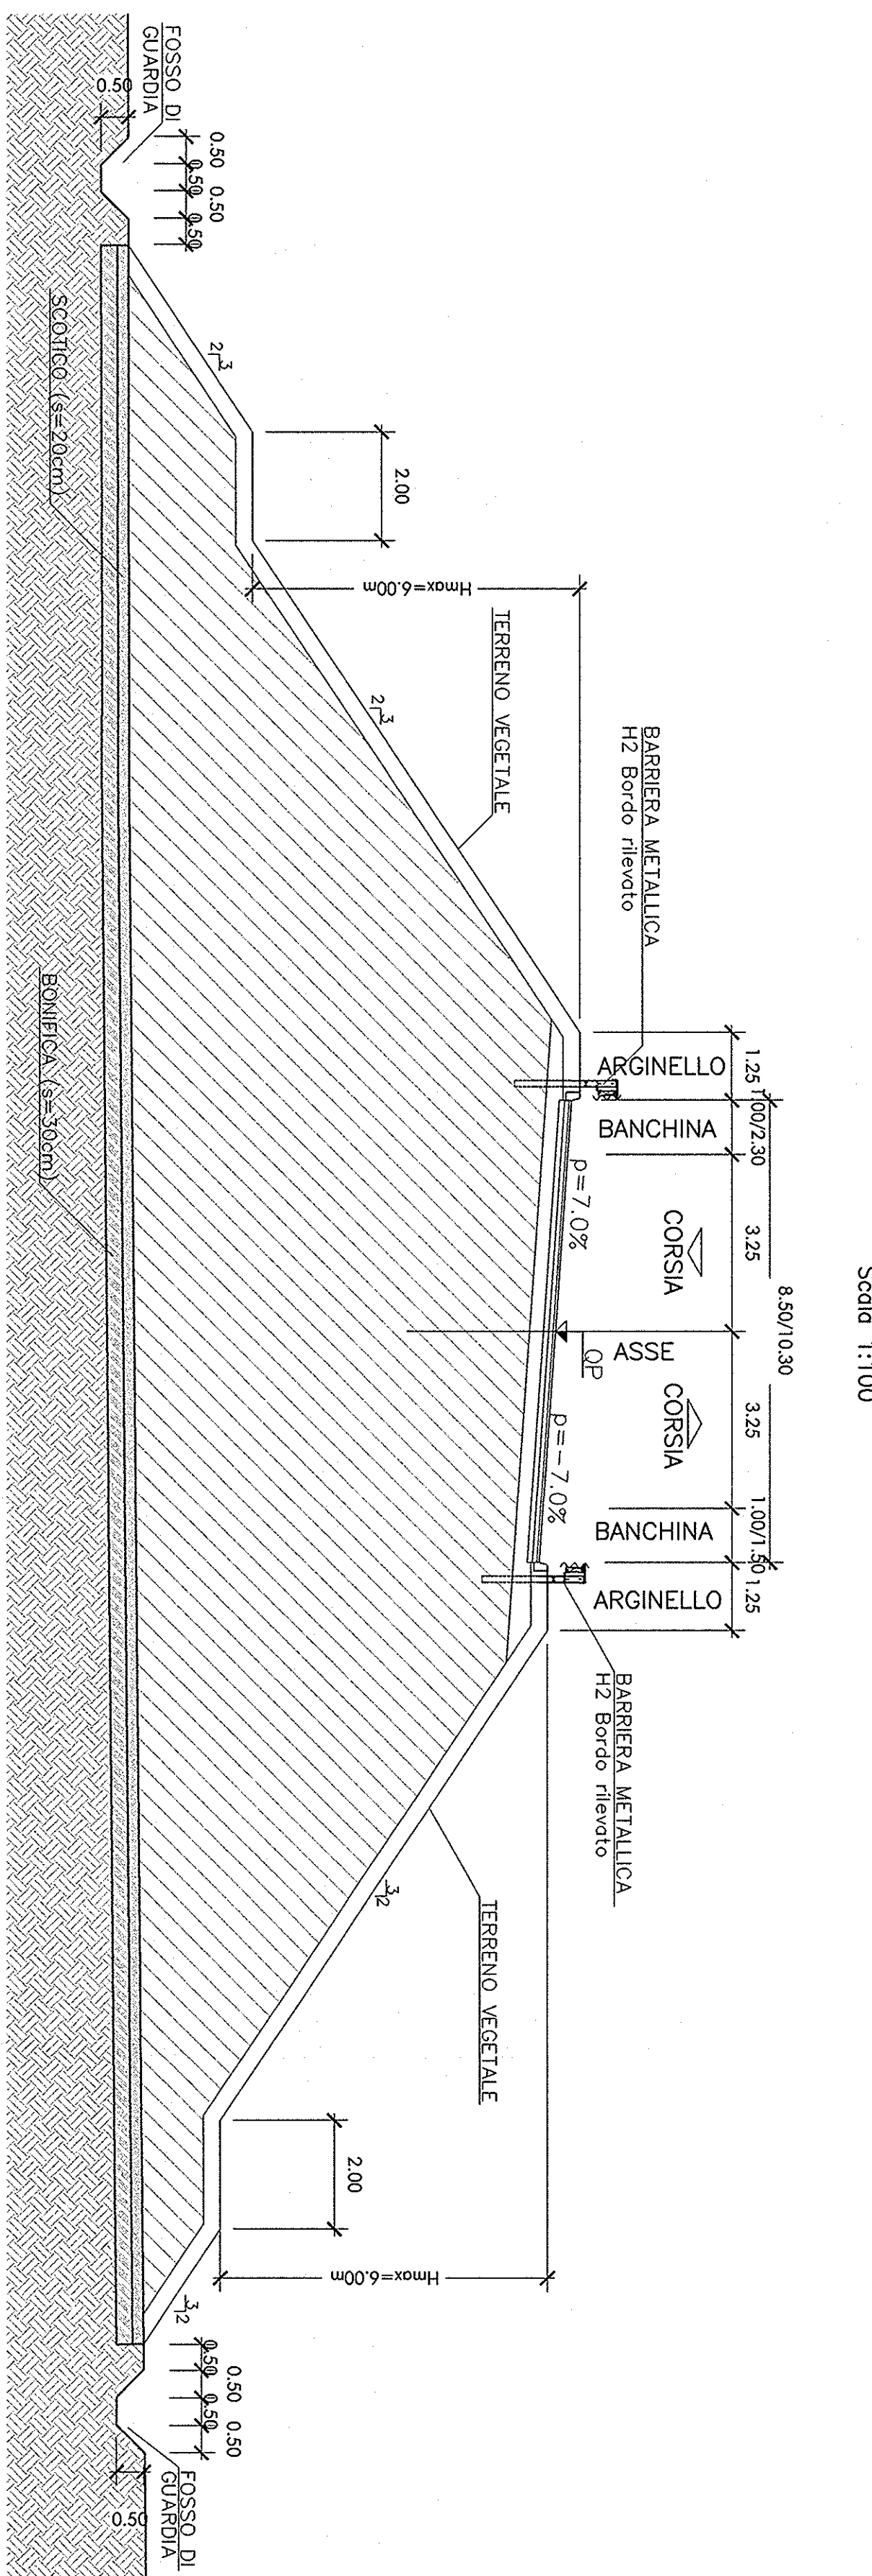 Scala 1:100
8.50/10.30
1.25
1.00/2.30
3.25
3.25
1.00/1.50
1.25
ARGINELLO
BANCHINA
CORSIA
ASSE
CORSIA
BANCHINA
ARGINELLO
QP
p=7.0%
p=-7.0%
BARRIERA METALLICA
H2 Bordo rilevato
BARRIERA METALLICA
H2 Bordo rilevato
TERRENO VEGETALE
TERRENO VEGETALE
Hmax=6.00m
Hmax=6.00m
2.00
2.00
3
2
3
2
3
2
3
2
FOSSO DI
GUARDIA
0.50
0.50
0.50
0.50
0.50
FOSSO DI
GUARDIA
0.50
0.50
0.50
0.50
0.50
SCOTICO (s=20cm)
BONIFICA (s=30cm)